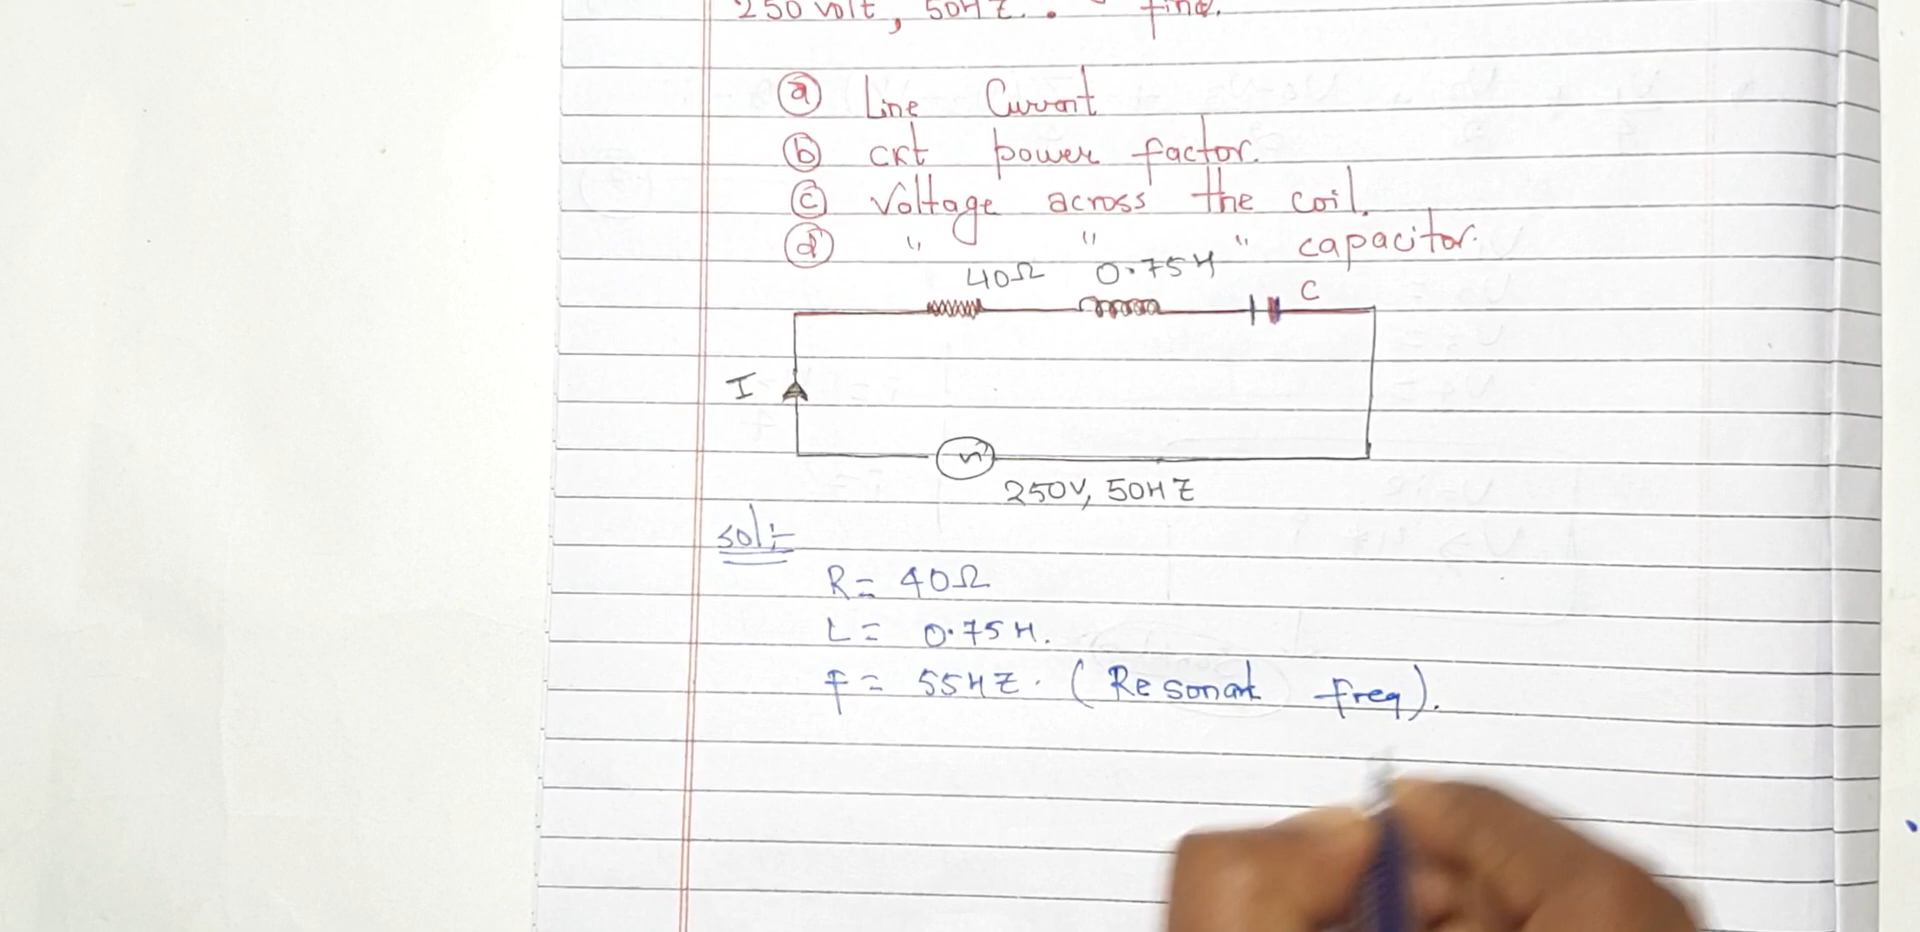 250 volt, 50HZ. find.
(a) Line Current
(b) ckt power factor.
(c) Voltage across the coil.
(d) " " " capacitor.
40Ω 0.75H C
I
250V, 50HZ
sol:-
R= 40Ω
L= 0.75H.
f= 55HZ. (Resonant freq).